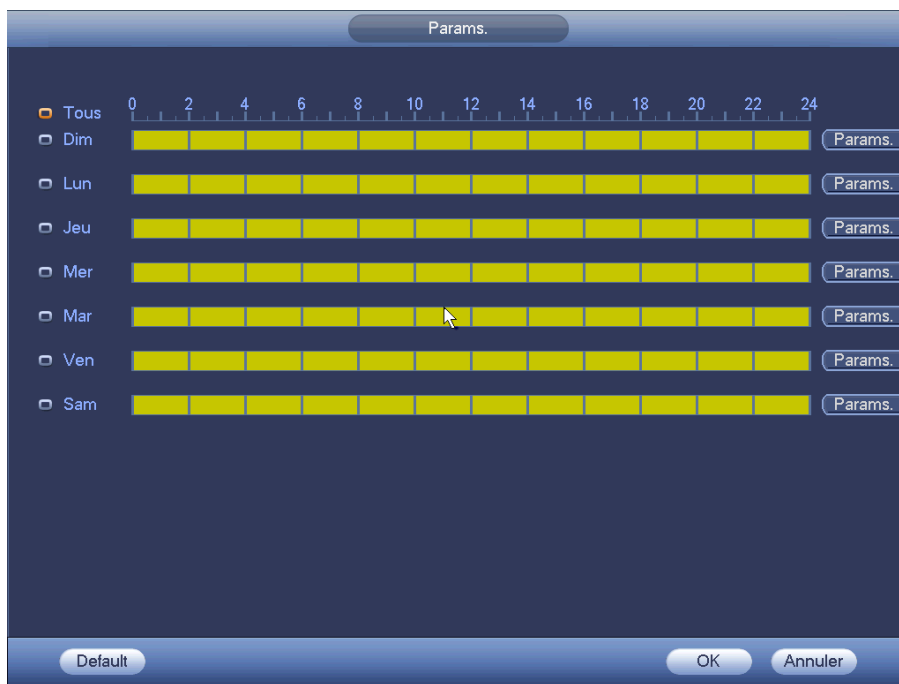 Params.
Tous 0 2 4 6 8 10 12 14 16 18 20 22 24
Dim Params.
Lun Params.
Jeu Params.
Mer Params.
Mar Params.
Ven Params.
Sam Params.
Default OK Annuler